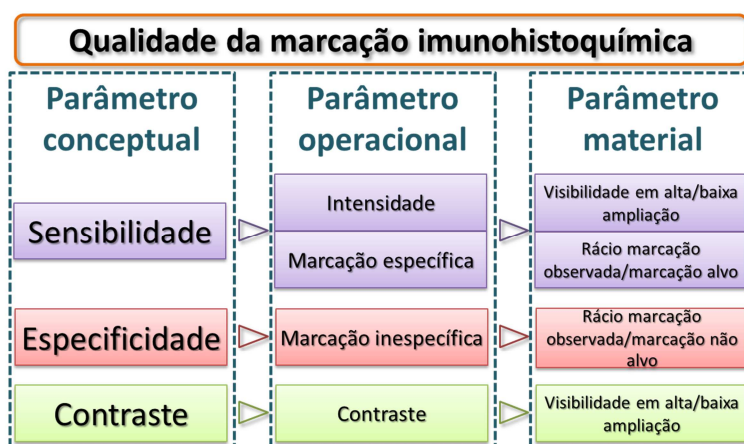 Qualidade da marcação imunohistoquímica
Parâmetro
conceptual
Parâmetro
operacional
Parâmetro
material
Sensibilidade
Intensidade
Marcação específica
Visibilidade em alta/baixa
ampliação
Rácio marcação
observada/marcação alvo
Especificidade
Marcação inespecífica
Rácio marcação
observada/marcação não
alvo
Contraste
Contraste
Visibilidade em alta/baixa
ampliação